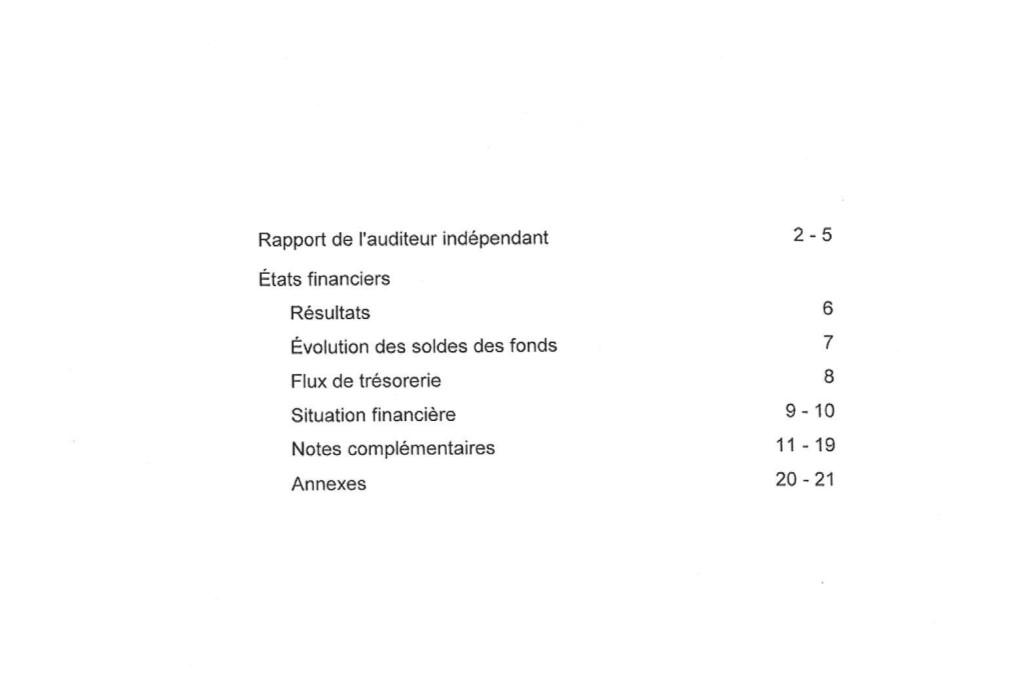 Rapport de l'auditeur indépendant 2 - 5
États financiers
Résultats 6
Évolution des soldes des fonds 7
Flux de trésorerie 8
Situation financière 9 - 10
Notes complémentaires 11 - 19
Annexes 20 - 21